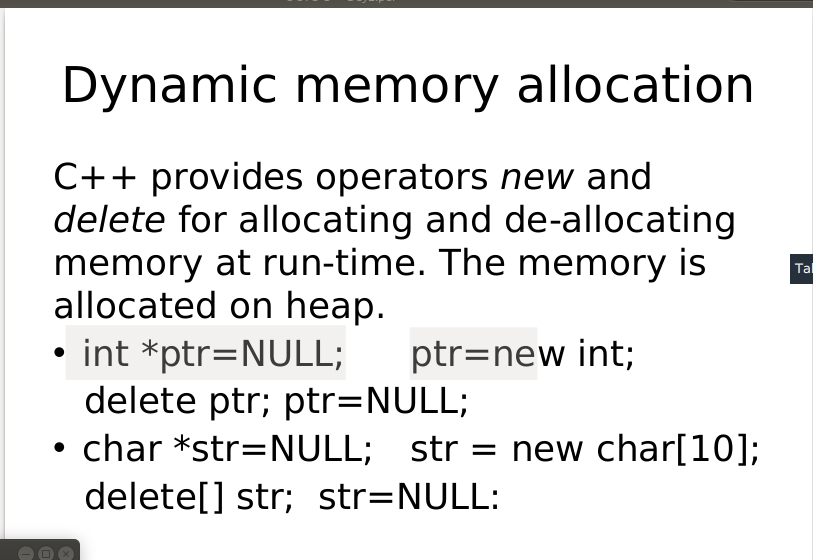 Dynamic memory allocation
C++ provides operators new and
delete for allocating and de-allocating
memory at run-time. The memory is
allocated on heap.
• int *ptr=NULL; ptr=new int;
delete ptr; ptr=NULL;
• char *str=NULL; str = new char[10];
delete[] str; str=NULL: